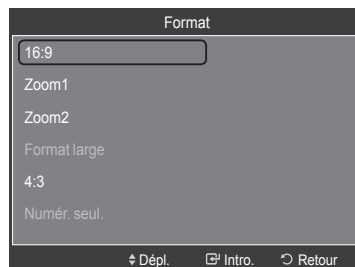 Format
16:9
Zoom1
Zoom2
Format large
4:3
Numér. seul.
Dépl. Intro. Retour